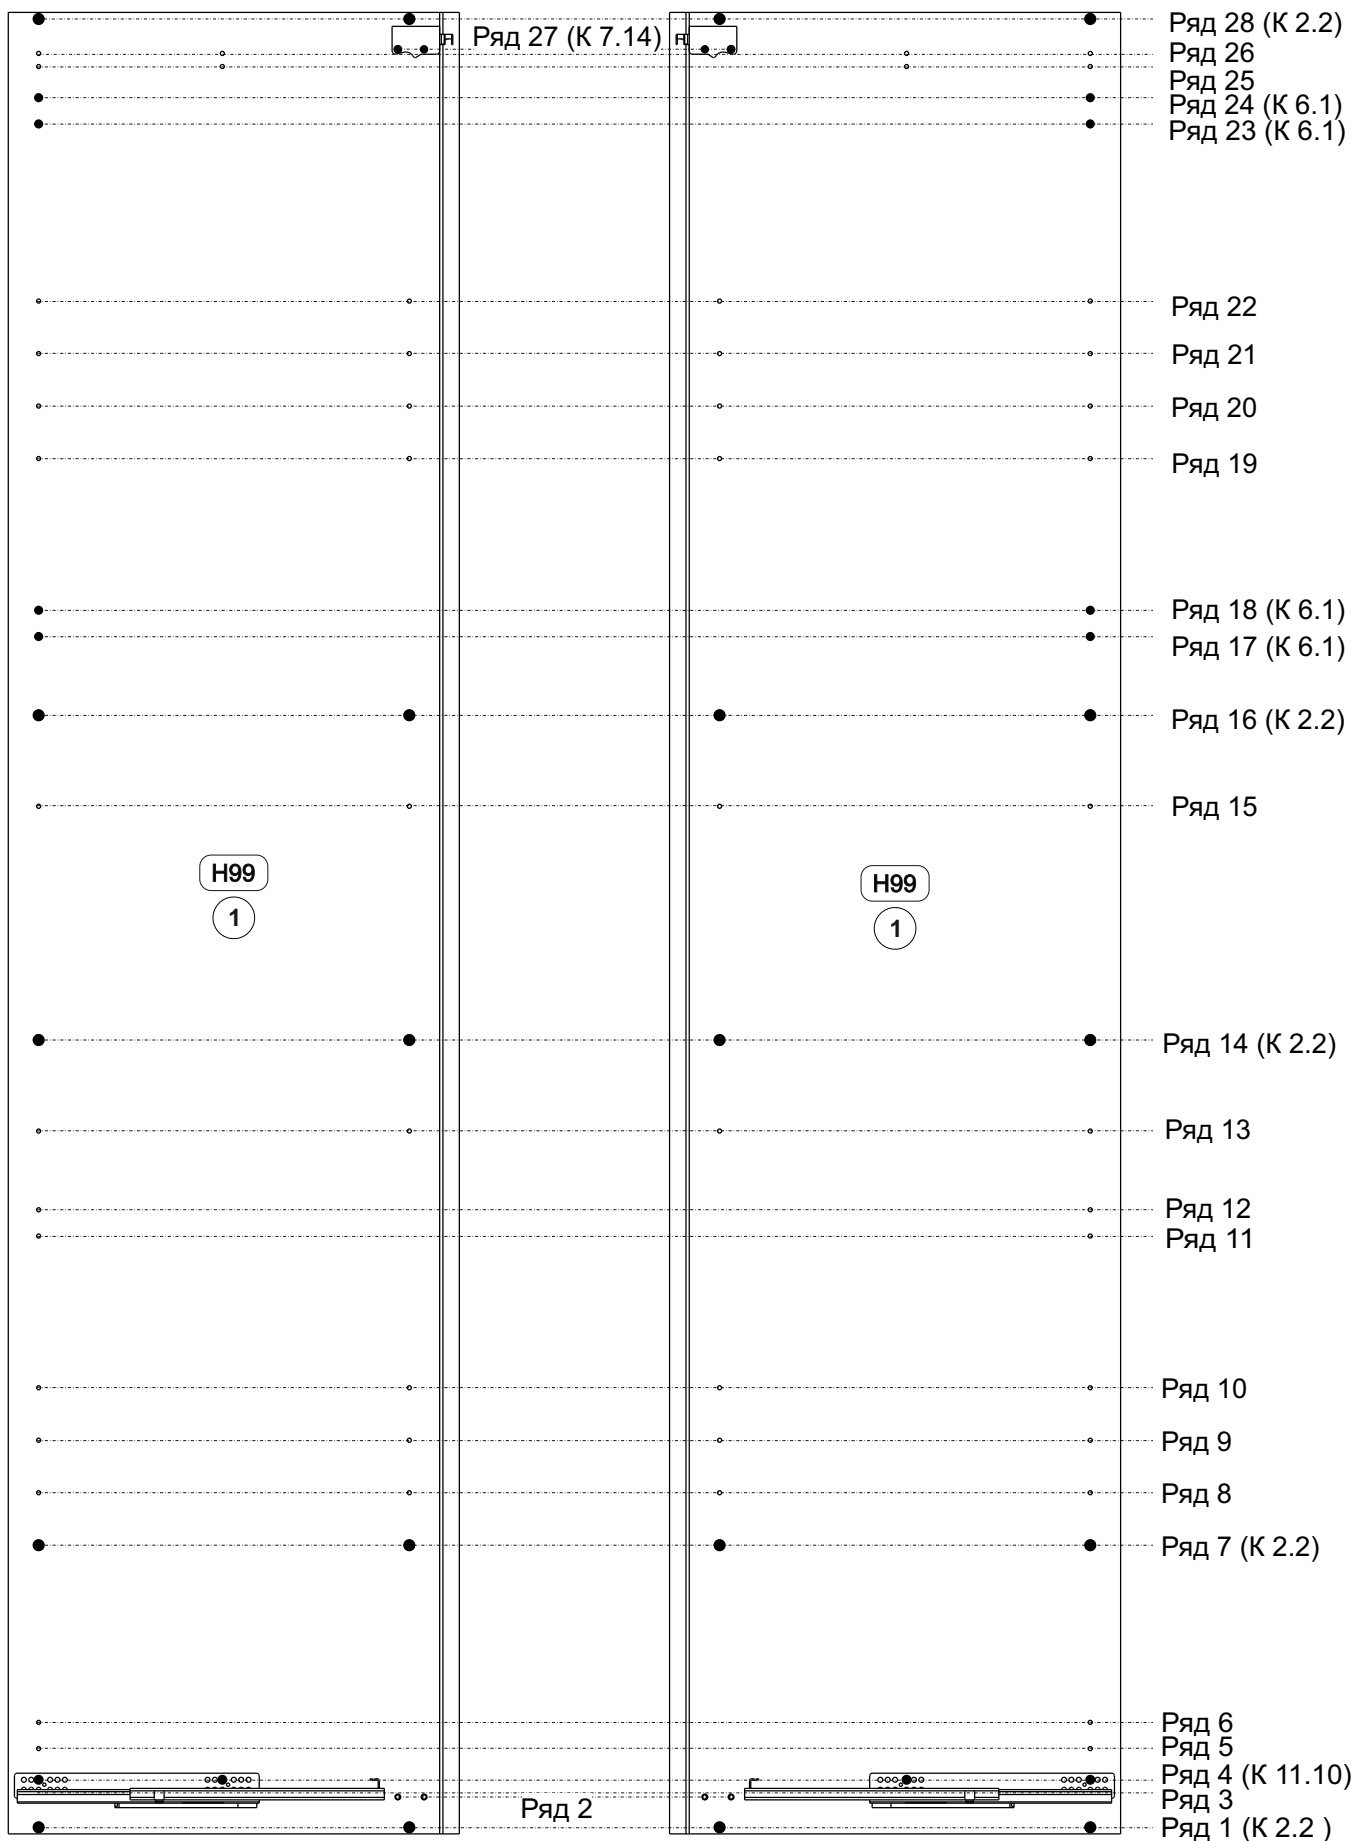 Ряд 28 (К 2.2)
Ряд 27 (К 7.14)
Ряд 26
Ряд 25
Ряд 24 (К 6.1)
Ряд 23 (К 6.1)
Ряд 22
Ряд 21
Ряд 20
Ряд 19
Ряд 18 (К 6.1)
Ряд 17 (К 6.1)
Ряд 16 (К 2.2)
Ряд 15
H99
1
H99
1
Ряд 14 (К 2.2)
Ряд 13
Ряд 12
Ряд 11
Ряд 10
Ряд 9
Ряд 8
Ряд 7 (К 2.2)
Ряд 6
Ряд 5
Ряд 4 (К 11.10)
Ряд 3
Ряд 2
Ряд 1 (К 2.2 )